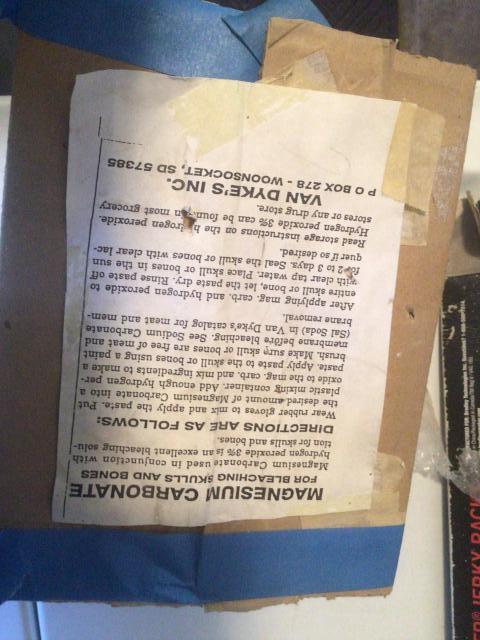 MAGNESIUM CARBONATE
FOR BLEACHING SKULLS AND BONES
Magnesium Carbonate used in conjunction with
hydrogen peroxide 3% is an excellent bleaching solu-
tion for skulls and bones.
DIRECTIONS ARE AS FOLLOWS:
Wear rubber gloves to mix and apply the paste. Put
the desired amount of Magnesium Carbonate into a
plastic mixing container. Add enough hydrogen per-
oxide to the mag. carb. and mix ingredients to make a
paste. Apply paste to the skull or bones using a paint
brush. Make sure skull or bones are free of meat and
membrane before bleaching. See Sodium Carbonate
(Sal Soda) in Van Dyke's catalog for meat and mem-
brane removal.
After applying mag. carb. and hydrogen peroxide to
entire skull or bone, let the paste dry. Rinse paste off
with clear tap water. Place skull or bones in the sun
for 2 to 3 days. Seal the skull or bones with clear lac-
quer if so desired.
Read storage instructions on the hydrogen peroxide.
Hydrogen peroxide 3% can be found in most grocery
stores or any drug store.
VAN DYKE'S INC.
P O BOX 278 - WOONSOCKET, SD 57385
JERKY RACK